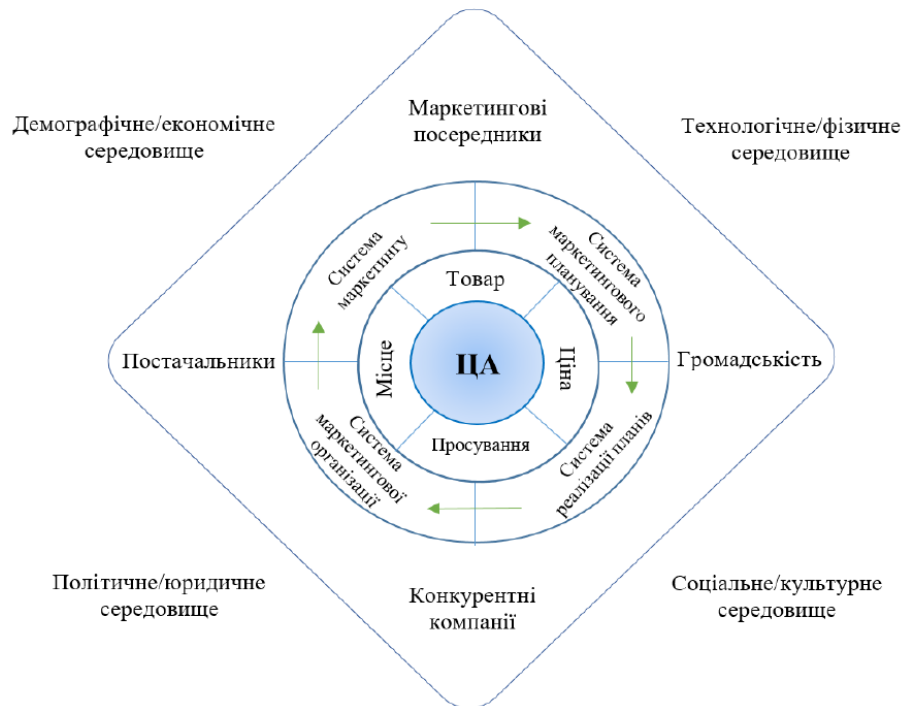 Маркетингові
посередники
Демографічне/економічне
середовище
Технологічне/фізичне
середовище
Система
маркетингу
Система
маркетингового
планування
Товар
Постачальники
Місце
ЦА
Ціна
Громадськість
Просування
Система
маркетингової
організації
Система
реалізації планів
Політичне/юридичне
середовище
Конкурентні
компанії
Соціальне/культурне
середовище